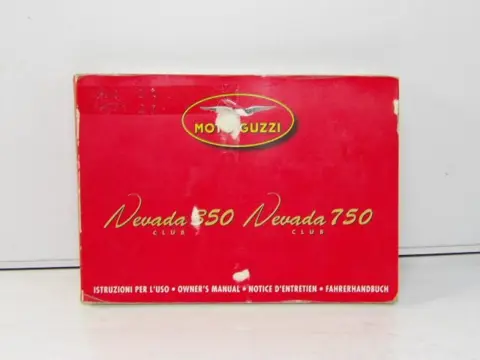 MOTO GUZZI
Nevada 350 Nevada 750
CLUB CLUB
ISTRUZIONI PER L'USO • OWNER'S MANUAL • NOTICE D'ENTRETIEN • FAHRERHANDBUCH